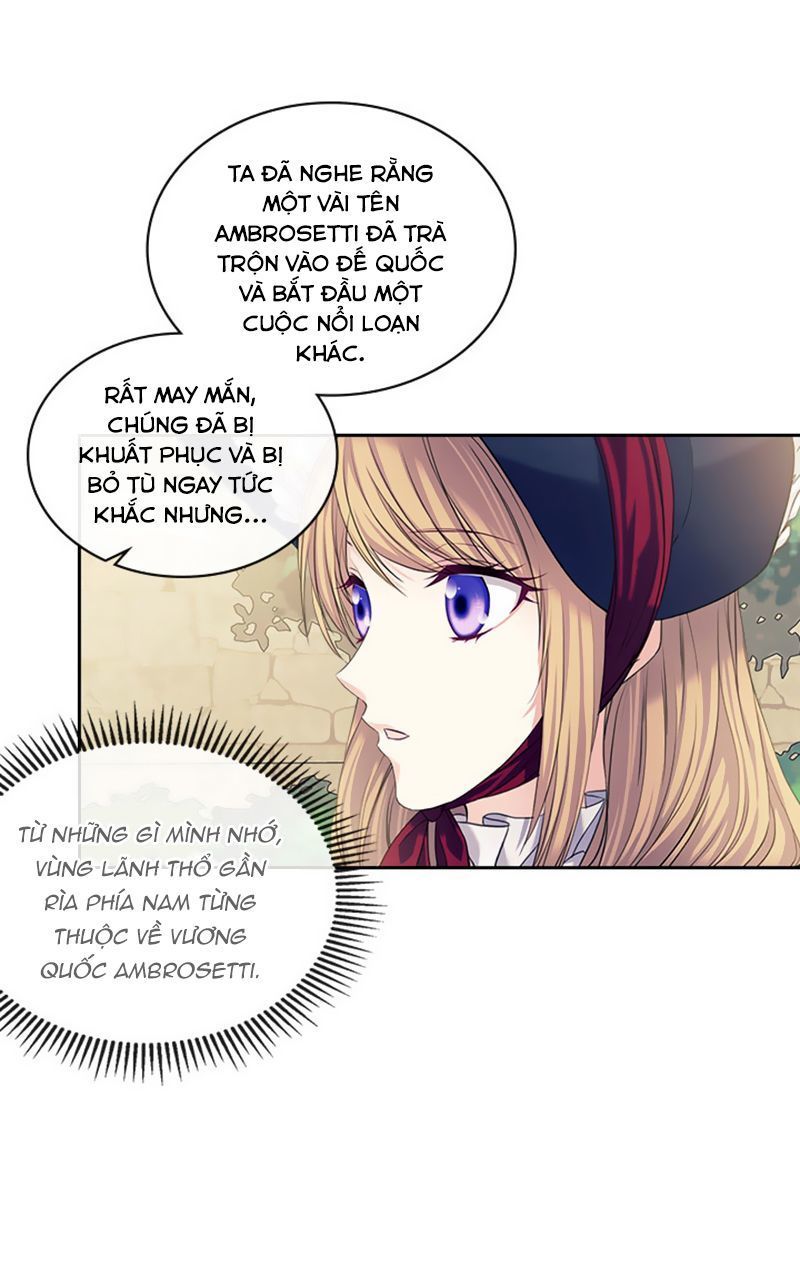 TA ĐÃ NGHE RẰNG
MỘT VÀI TÊN
AMBROSETTI ĐÃ TRÀ
TRỘN VÀO ĐẾ QUỐC
VÀ BẮT ĐẦU MỘT
CUỘC NỔI LOẠN
KHÁC.
RẤT MAY MẮN,
CHÚNG ĐÃ BỊ
KHUẤT PHỤC VÀ BỊ
BỎ TÙ NGAY TỨC
KHẮC NHƯNG...
TỪ NHỮNG GÌ MÌNH NHỚ,
VÙNG LÃNH THỔ GẦN
RÌA PHÍA NAM TỪNG
THUỘC VỀ VƯƠNG
QUỐC AMBROSETTI.